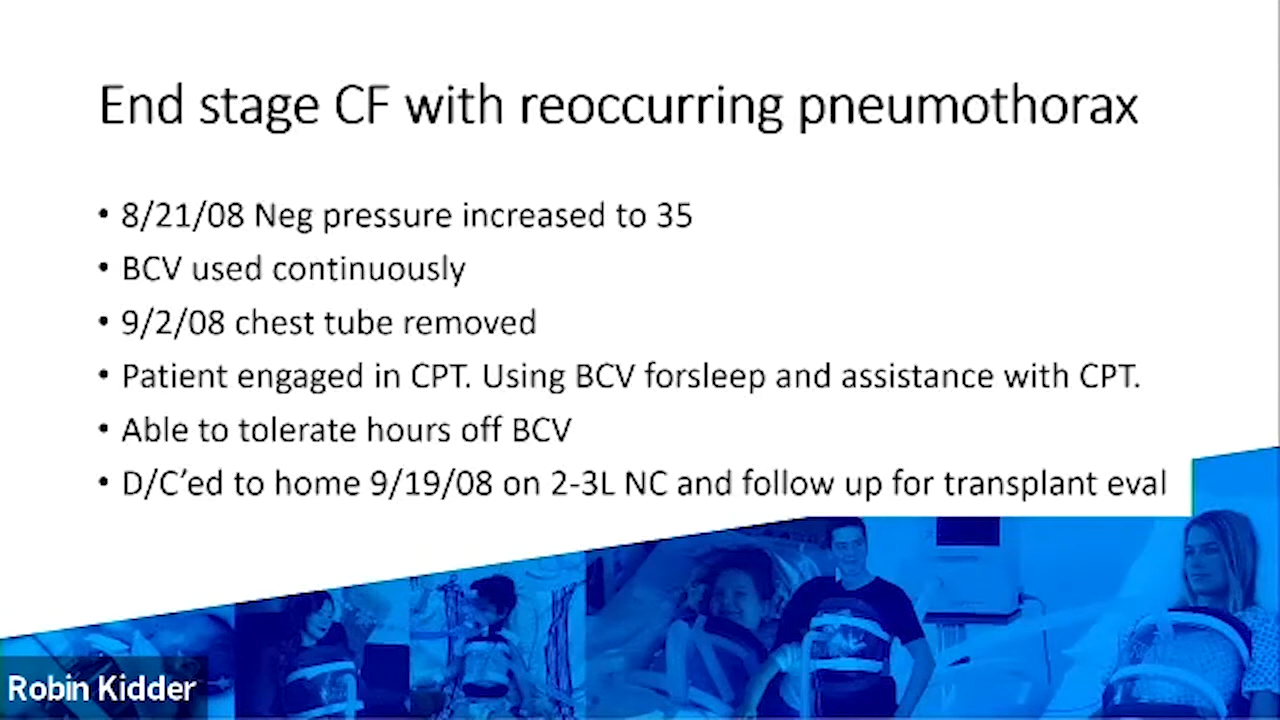 End stage CF with reoccurring pneumothorax
• 8/21/08 Neg pressure increased to 35
• BCV used continuously
• 9/2/08 chest tube removed
• Patient engaged in CPT. Using BCV forsleep and assistance with CPT.
• Able to tolerate hours off BCV
• D/C’ed to home 9/19/08 on 2-3L NC and follow up for transplant eval
Robin Kidder